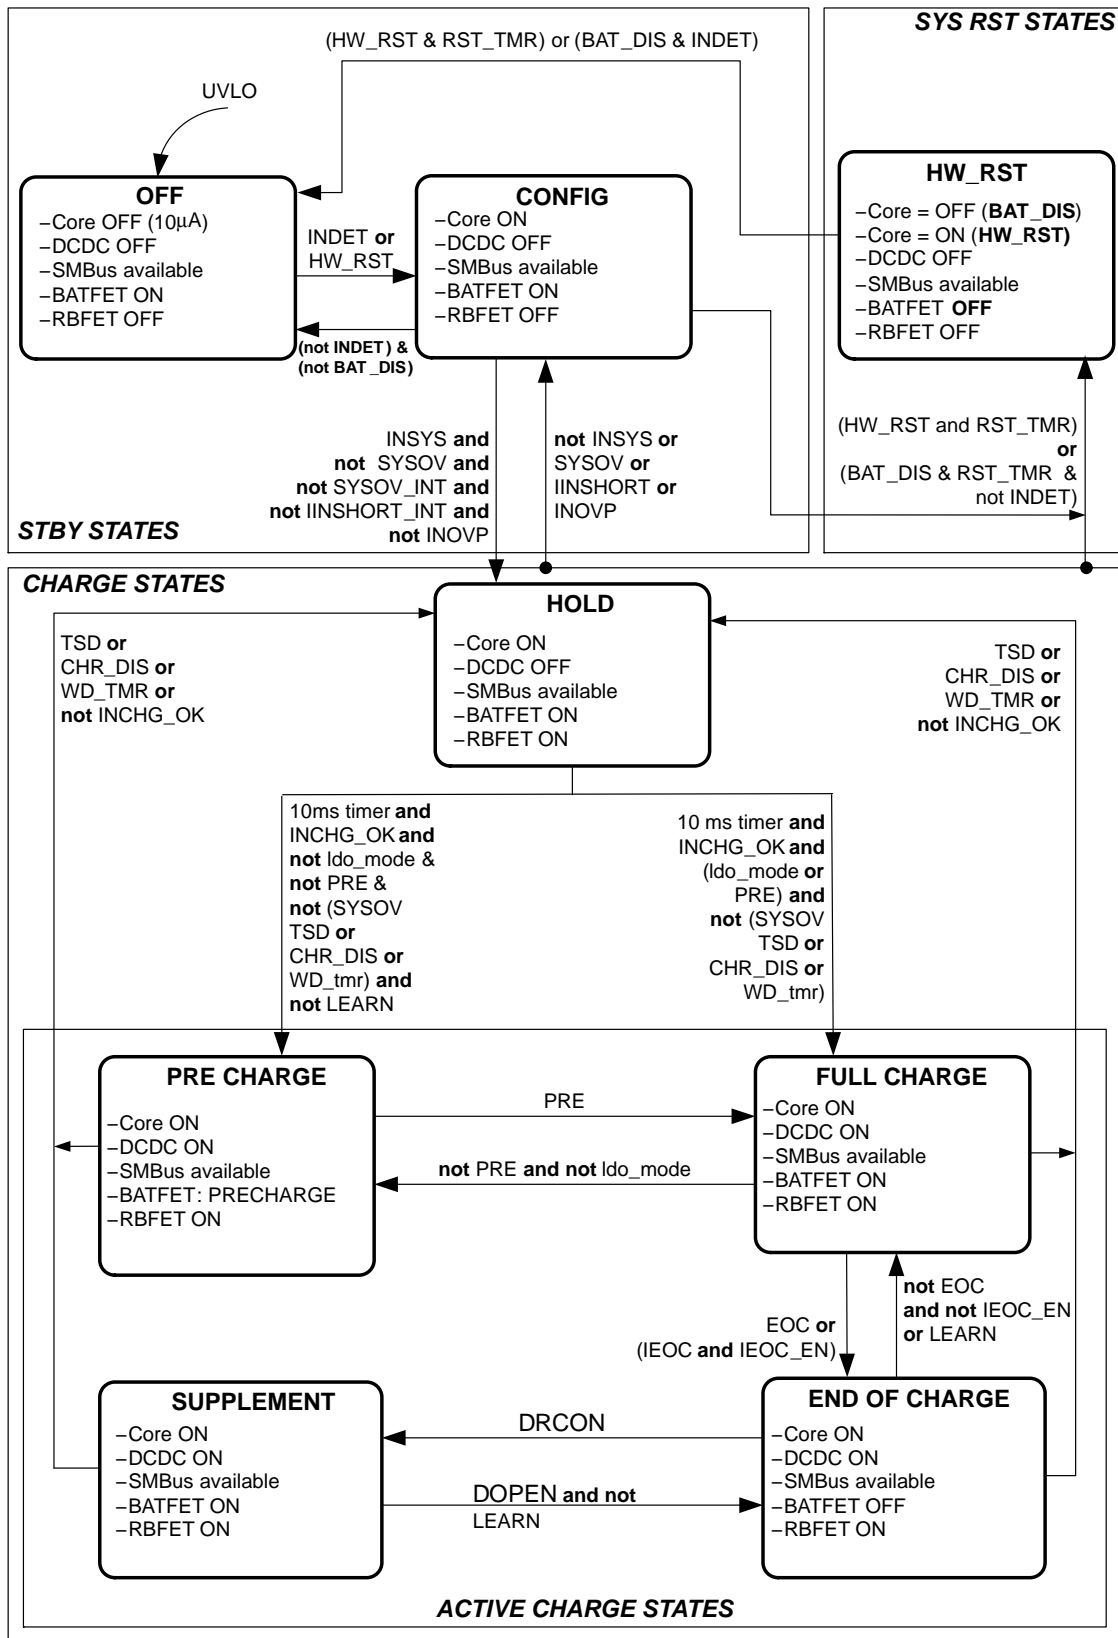 SYS RST STATES
(HW_RST & RST_TMR) or (BAT_DIS & INDET)
UVLO
OFF
–Core OFF (10µA)
–DCDC OFF
–SMBus available
–BATFET ON
–RBFET OFF
INDET or
HW_RST
(not INDET) &
(not BAT_DIS)
CONFIG
–Core ON
–DCDC OFF
–SMBus available
–BATFET ON
–RBFET OFF
HW_RST
–Core = OFF (BAT_DIS)
–Core = ON (HW_RST)
–DCDC OFF
–SMBus available
–BATFET OFF
–RBFET OFF
INSYS and
not SYSOV and
not SYSOV_INT and
not IINSHORT_INT and
not INOVP
not INSYS or
SYSOV or
IINSHORT or
INOVP
(HW_RST and RST_TMR)
or
(BAT_DIS & RST_TMR &
not INDET)
STBY STATES
CHARGE STATES
HOLD
–Core ON
–DCDC OFF
–SMBus available
–BATFET ON
–RBFET ON
TSD or
CHR_DIS or
WD_TMR or
not INCHG_OK
TSD or
CHR_DIS or
WD_TMR or
not INCHG_OK
10ms timer and
INCHG_OK and
not ldo_mode &
not PRE &
not (SYSOV
TSD or
CHR_DIS or
WD_tmr) and
not LEARN
10 ms timer and
INCHG_OK and
(ldo_mode or
PRE) and
not (SYSOV
TSD or
CHR_DIS or
WD_tmr)
PRE CHARGE
–Core ON
–DCDC ON
–SMBus available
–BATFET: PRECHARGE
–RBFET ON
PRE
not PRE and not ldo_mode
FULL CHARGE
–Core ON
–DCDC ON
–SMBus available
–BATFET ON
–RBFET ON
EOC or
(IEOC and IEOC_EN)
not EOC
and not IEOC_EN
or LEARN
SUPPLEMENT
–Core ON
–DCDC ON
–SMBus available
–BATFET ON
–RBFET ON
DRCON
DOPEN and not
LEARN
END OF CHARGE
–Core ON
–DCDC ON
–SMBus available
–BATFET OFF
–RBFET ON
ACTIVE CHARGE STATES